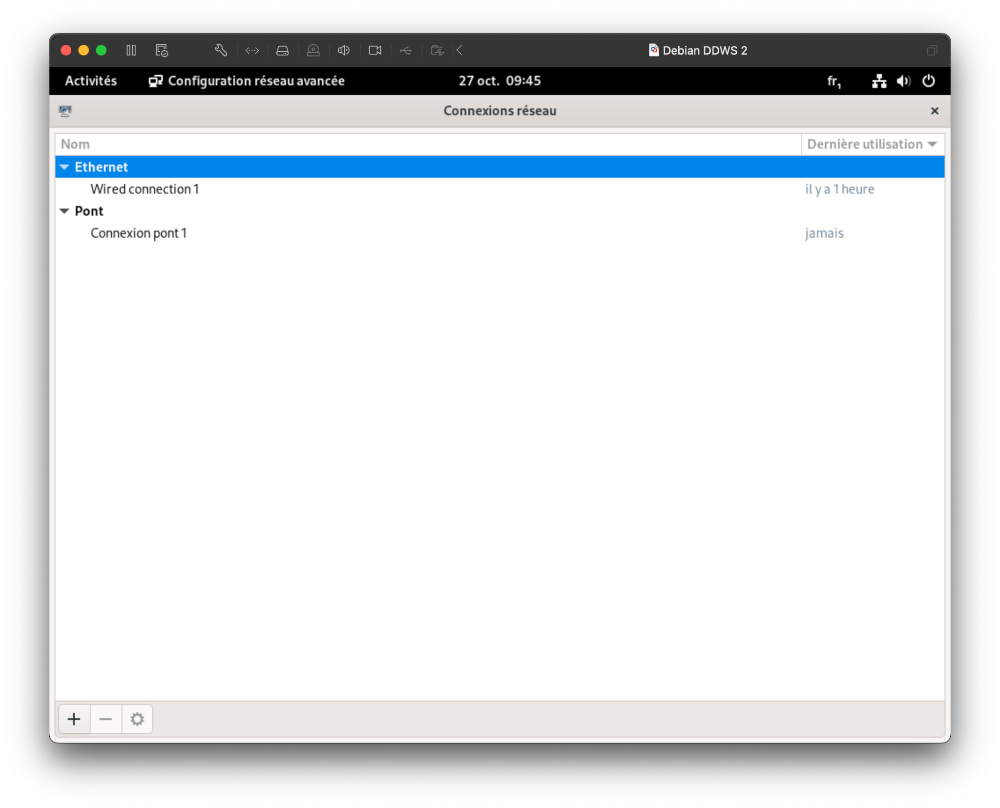 Debian DDWS 2
Activités Configuration réseau avancée 27 oct. 09:45 fr₁
Connexions réseau
Nom Dernière utilisation
Ethernet
Wired connection 1 il y a 1 heure
Pont
Connexion pont 1 jamais